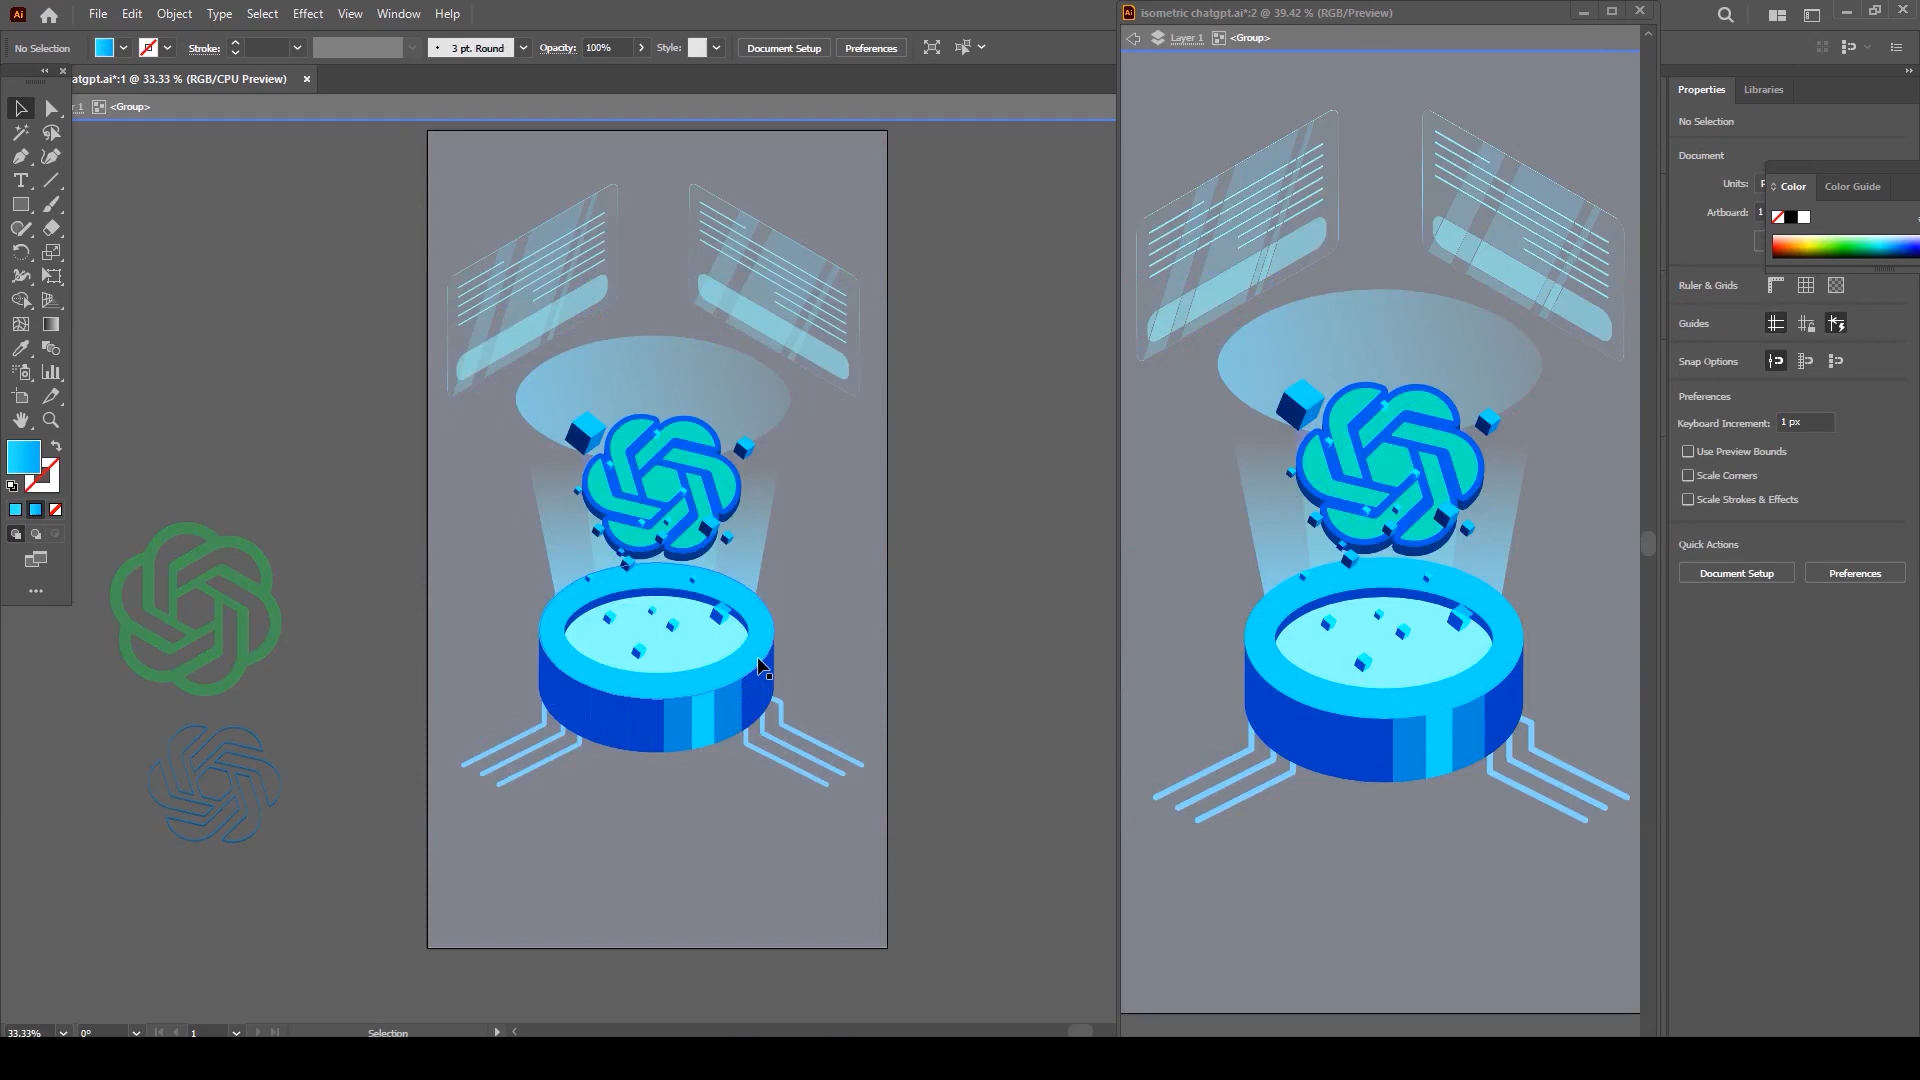 Ai File Edit Object Type Select Effect View Window Help
Ai isometric chatgpt.ai*:2 @ 39.42 % (RGB/Preview)
No Selection Stroke: 3 pt. Round Opacity: 100% Style: Document Setup Preferences
Layer 1 <Group>
atgpt.ai*:1 @ 33.33 % (RGB/CPU Preview)
r 1 <Group>
Properties Libraries
No Selection
Document
Units:
Color Color Guide
Artboard: 1
Ruler & Grids
Guides
Snap Options
Preferences
Keyboard Increment: 1 px
Use Preview Bounds
Scale Corners
Scale Strokes & Effects
Quick Actions
Document Setup Preferences
33.33% 0° 1 Selection